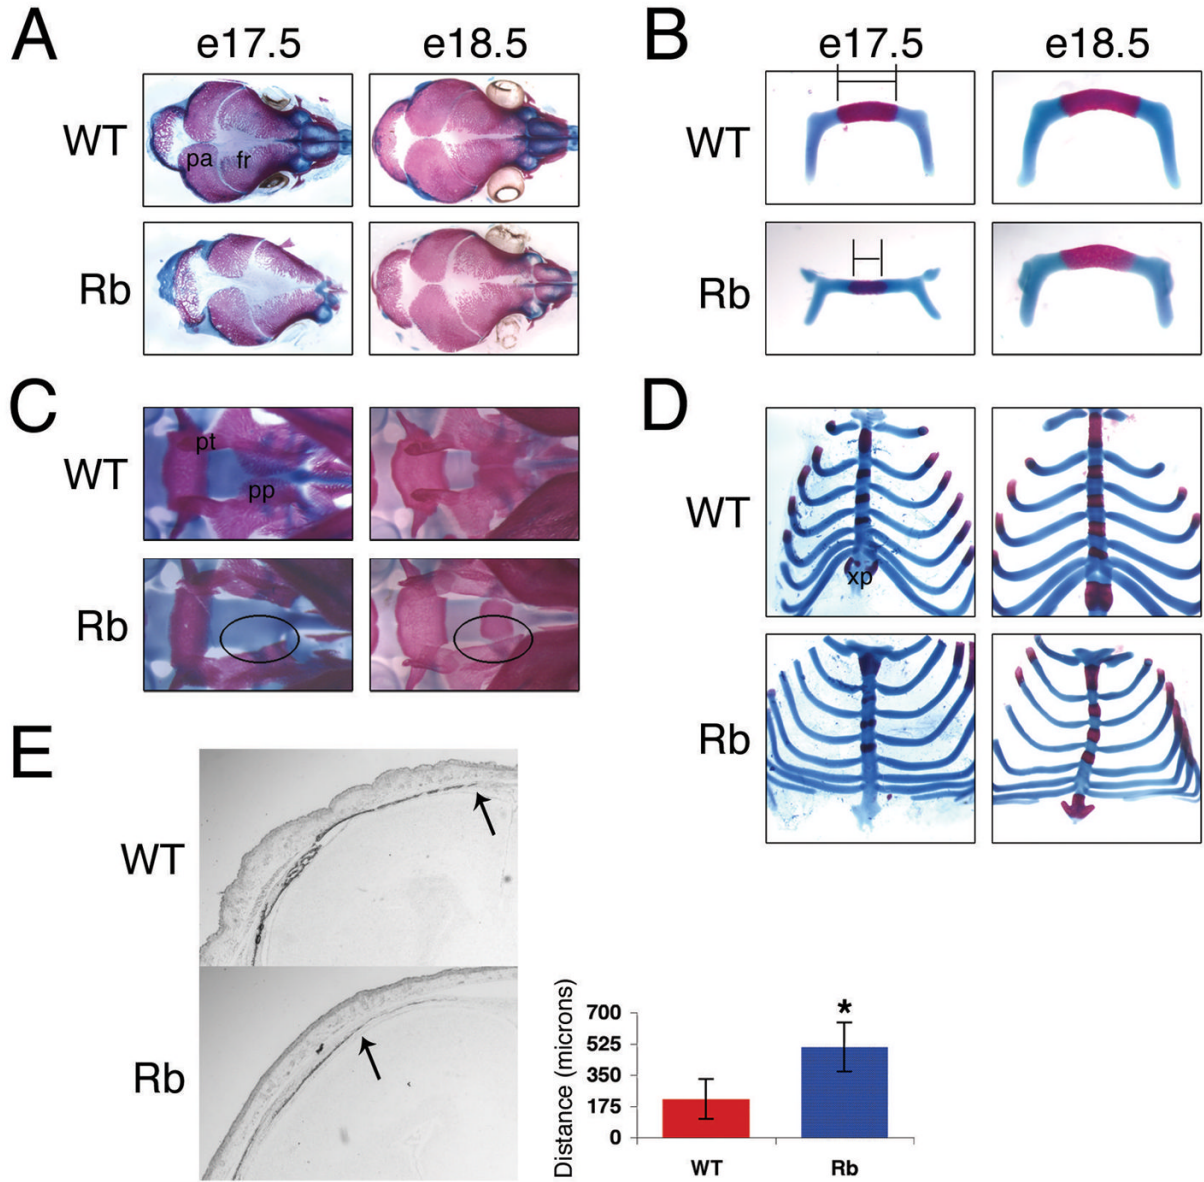 A
e17.5
e18.5
WT
pa
fr
Rb
B
e17.5
e18.5
WT
Rb
C
WT
pt
pp
Rb
D
WT
xp
Rb
E
WT
Rb
Distance (microns)
700
525
350
175
0
*
WT
Rb